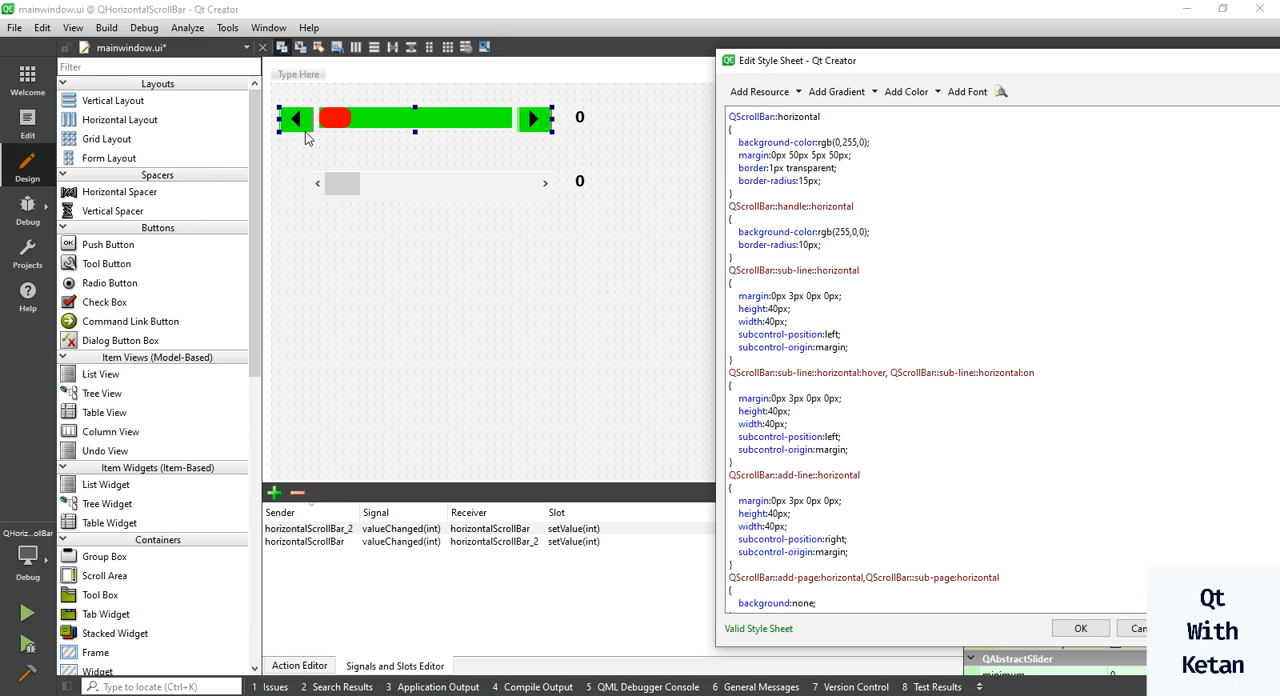 mainwindow.ui @ QHorizontalScrollBar - Qt Creator
File Edit View Build Debug Analyze Tools Window Help
mainwindow.ui*
Filter
Type Here
Edit Style Sheet - Qt Creator
Welcome
Edit
Design
Debug
Projects
Help
QHoriz...ollBar
Debug
Layouts
Vertical Layout
Horizontal Layout
Grid Layout
Form Layout
Spacers
Horizontal Spacer
Vertical Spacer
Buttons
Push Button
Tool Button
Radio Button
Check Box
Command Link Button
Dialog Button Box
Item Views (Model-Based)
List View
Tree View
Table View
Column View
Undo View
Item Widgets (Item-Based)
List Widget
Tree Widget
Table Widget
Containers
Group Box
Scroll Area
Tool Box
Tab Widget
Stacked Widget
Frame
Widget
0
0
Sender Signal Receiver Slot
horizontalScrollBar_2 valueChanged(int) horizontalScrollBar setValue(int)
horizontalScrollBar valueChanged(int) horizontalScrollBar_2 setValue(int)
Action Editor Signals and Slots Editor
Add Resource Add Gradient Add Color Add Font
QScrollBar::horizontal
{
background-color:rgb(0,255,0);
margin:0px 50px 5px 50px;
border:1px transparent;
border-radius:15px;
}
QScrollBar::handle::horizontal
{
background-color:rgb(255,0,0);
border-radius:10px;
}
QScrollBar::sub-line::horizontal
{
margin:0px 3px 0px 0px;
height:40px;
width:40px;
subcontrol-position:left;
subcontrol-origin:margin;
}
QScrollBar::sub-line::horizontal:hover, QScrollBar::sub-line::horizontal:on
{
margin:0px 3px 0px 0px;
height:40px;
width:40px;
subcontrol-position:left;
subcontrol-origin:margin;
}
QScrollBar::add-line::horizontal
{
margin:0px 3px 0px 0px;
height:40px;
width:40px;
subcontrol-position:right;
subcontrol-origin:margin;
}
QScrollBar::add-page:horizontal,QScrollBar::sub-page:horizontal
{
background:none;
Valid Style Sheet
OK
Can
QAbstractSlider
minimum 0
Qt
With
Ketan
Type to locate (Ctrl+K) 1 Issues 2 Search Results 3 Application Output 4 Compile Output 5 QML Debugger Console 6 General Messages 7 Version Control 8 Test Results